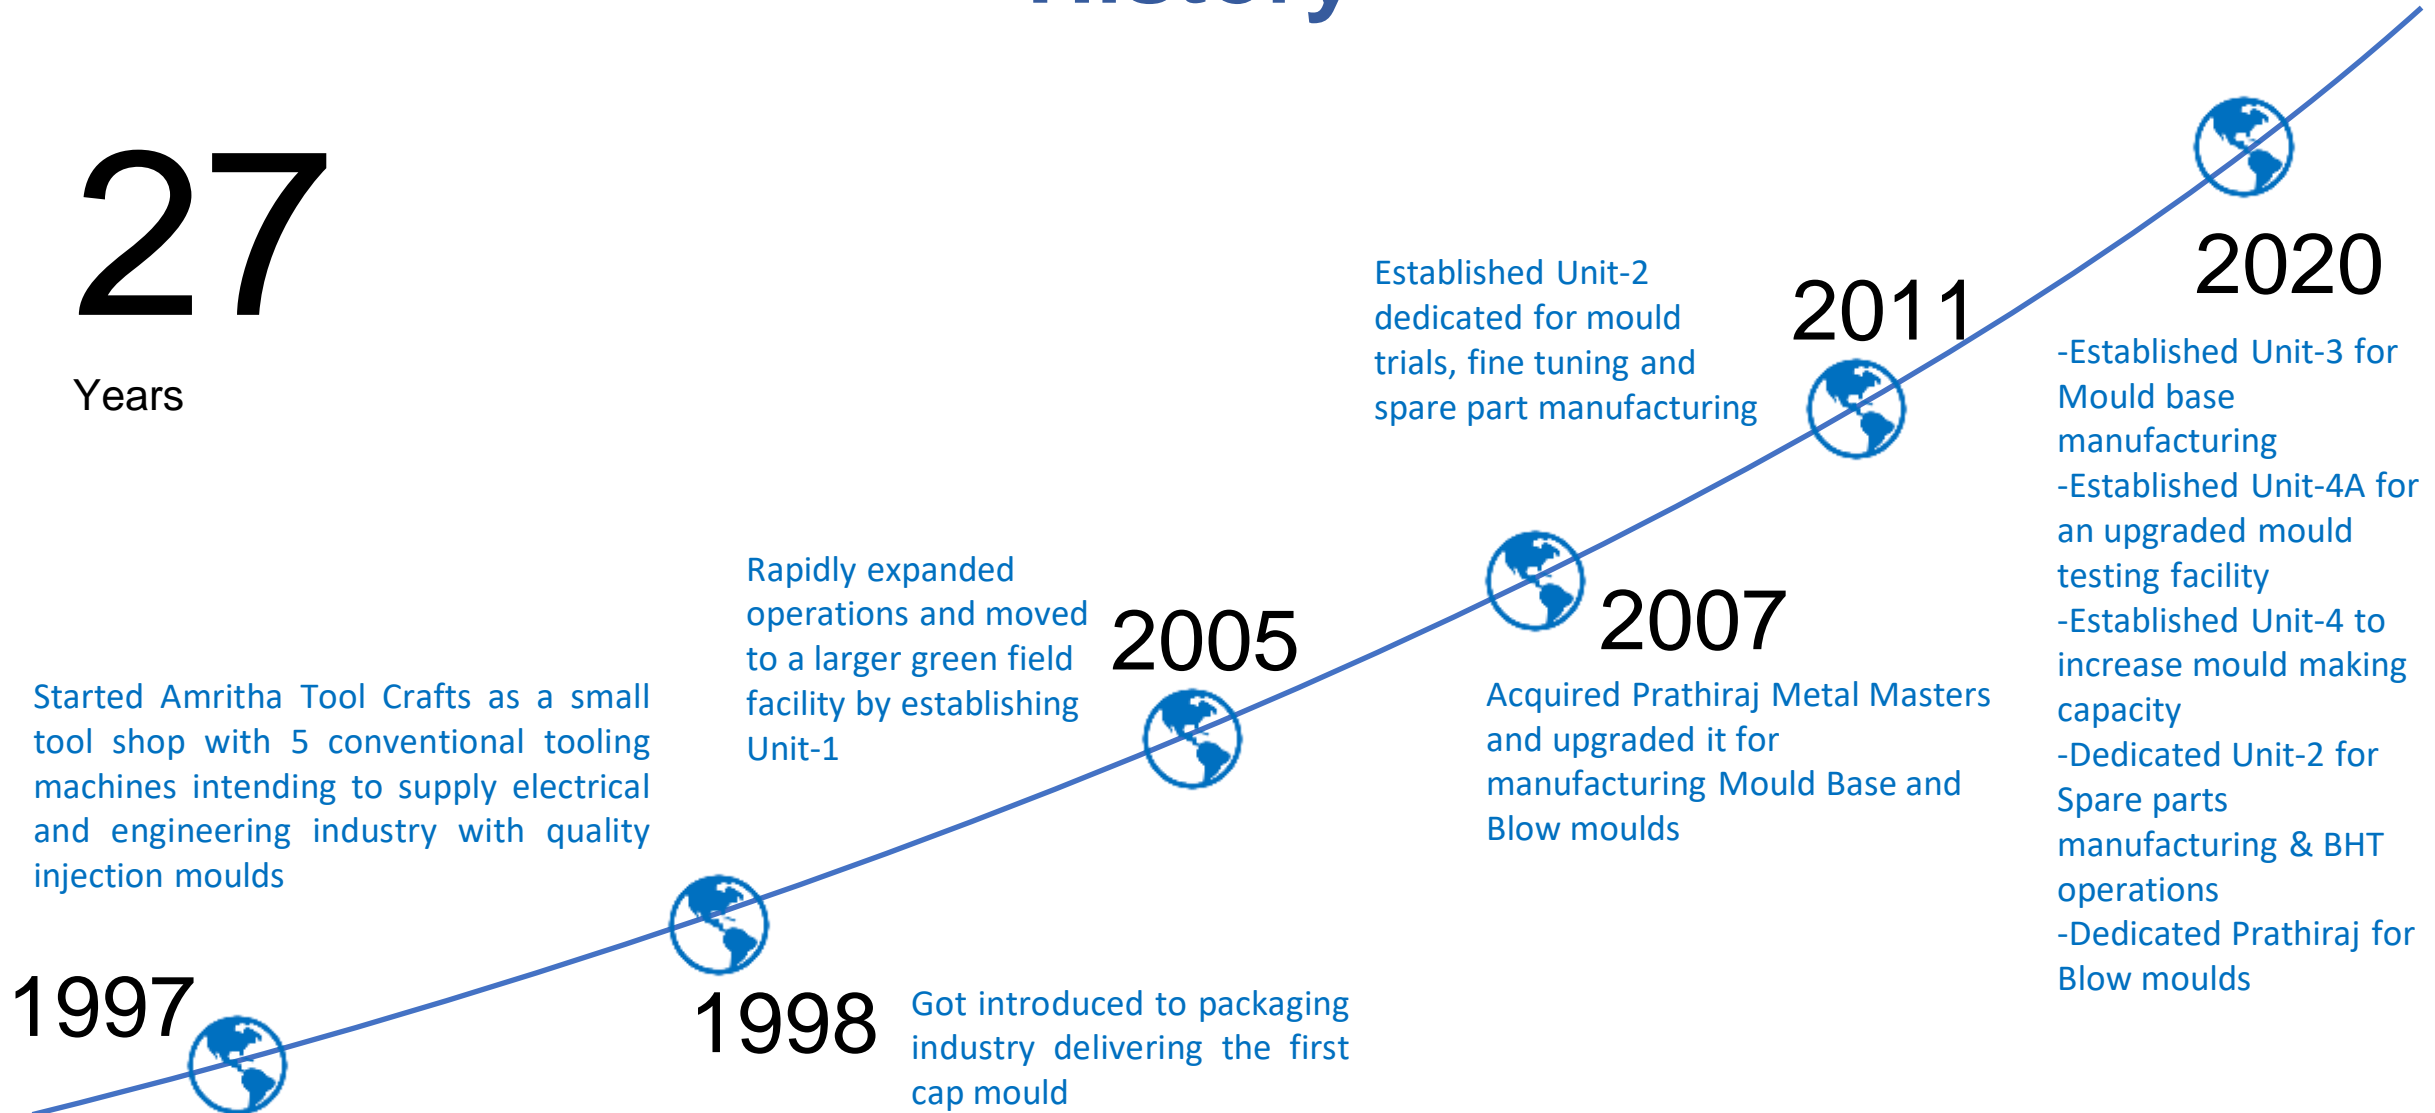 History
27
Years
1997
Started Amritha Tool Crafts as a small
tool shop with 5 conventional tooling
machines intending to supply electrical
and engineering industry with quality
injection moulds
1998
Got introduced to packaging
industry delivering the first
cap mould
2005
Rapidly expanded
operations and moved
to a larger green field
facility by establishing
Unit-1
2007
Acquired Prathiraj Metal Masters
and upgraded it for
manufacturing Mould Base and
Blow moulds
2011
Established Unit-2
dedicated for mould
trials, fine tuning and
spare part manufacturing
2020
-Established Unit-3 for
Mould base
manufacturing
-Established Unit-4A for
an upgraded mould
testing facility
-Established Unit-4 to
increase mould making
capacity
-Dedicated Unit-2 for
Spare parts
manufacturing & BHT
operations
-Dedicated Prathiraj for
Blow moulds